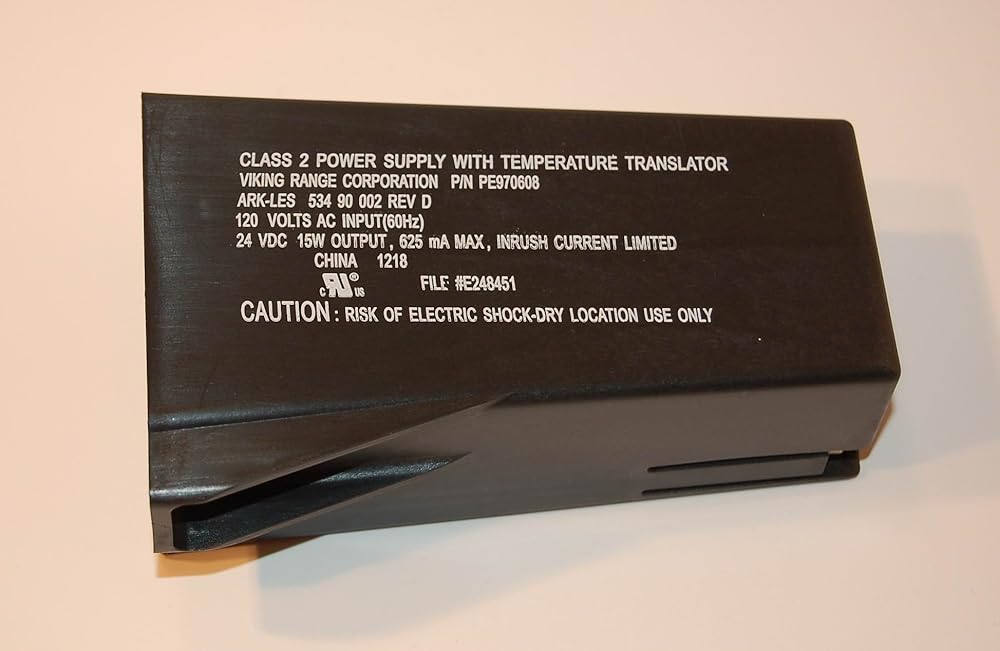 CLASS 2 POWER SUPPLY WITH TEMPERATURE TRANSLATOR
VIKING RANGE CORPORATION P/N PE970608
ARK-LES 534 90 002 REV D
120 VOLTS AC INPUT(60Hz)
24 VDC 15W OUTPUT, 625 mA MAX, INRUSH CURRENT LIMITED
CHINA 1218
c RU® US FILE #E248451
CAUTION: RISK OF ELECTRIC SHOCK-DRY LOCATION USE ONLY